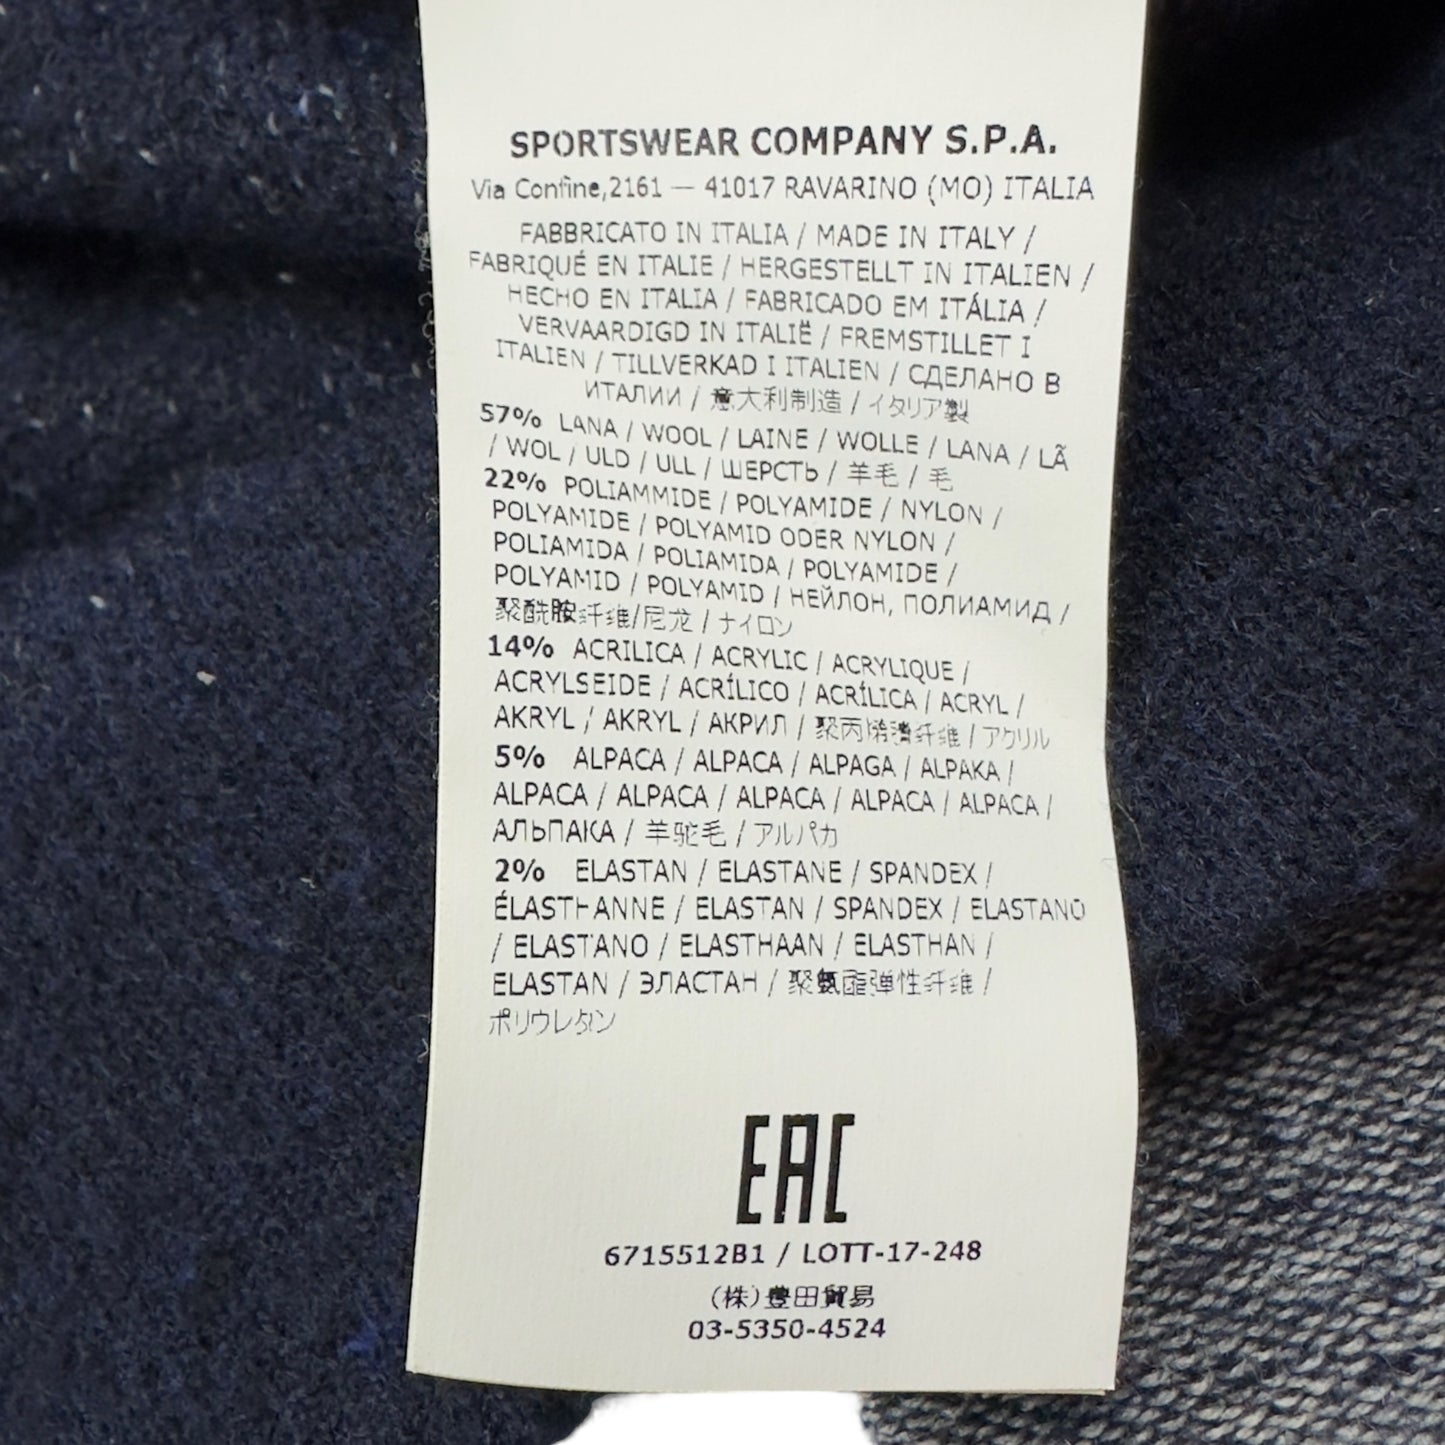 SPORTSWEAR COMPANY S.P.A.
Via Confine,2161 — 41017 RAVARINO (MO) ITALIA
FABBRICATO IN ITALIA / MADE IN ITALY /
FABRIQUÉ EN ITALIE / HERGESTELLT IN ITALIEN /
HECHO EN ITALIA / FABRICADO EM ITÁLIA /
VERVAARDIGD IN ITALIË / FREMSTILLET I
ITALIEN / TILLVERKAD I ITALIEN / СДЕЛАНО В
ИТАЛИИ / 意大利制造 / イタリア製
57% LANA / WOOL / LAINE / WOLLE / LANA / LÃ
/ WOL / ULD / ULL / ШЕРСТЬ / 羊毛 / 毛
22% POLIAMMIDE / POLYAMIDE / NYLON /
POLYAMIDE / POLYAMID ODER NYLON /
POLIAMIDA / POLIAMIDA / POLYAMIDE /
POLYAMID / POLYAMID / НЕЙЛОН, ПОЛИАМИД /
聚酰胺纤维/尼龙 / ナイロン
14% ACRILICA / ACRYLIC / ACRYLIQUE /
ACRYLSEIDE / ACRÍLICO / ACRÍLICA / ACRYL /
AKRYL / AKRYL / АКРИЛ / 聚丙烯腈纤维 / アクリル
5% ALPACA / ALPACA / ALPAGA / ALPAKA /
ALPACA / ALPACA / ALPACA / ALPACA / ALPACA /
АЛЬПАКА / 羊驼毛 / アルパカ
2% ELASTAN / ELASTANE / SPANDEX /
ÉLASTHANNE / ELASTAN / SPANDEX / ELASTANO
/ ELASTANO / ELASTHAAN / ELASTHAN /
ELASTAN / ЭЛАСТАН / 聚氨酯弹性纤维 /
ポリウレタン
EAC
6715512B1 / LOTT-17-248
(株)豊田貿易
03-5350-4524